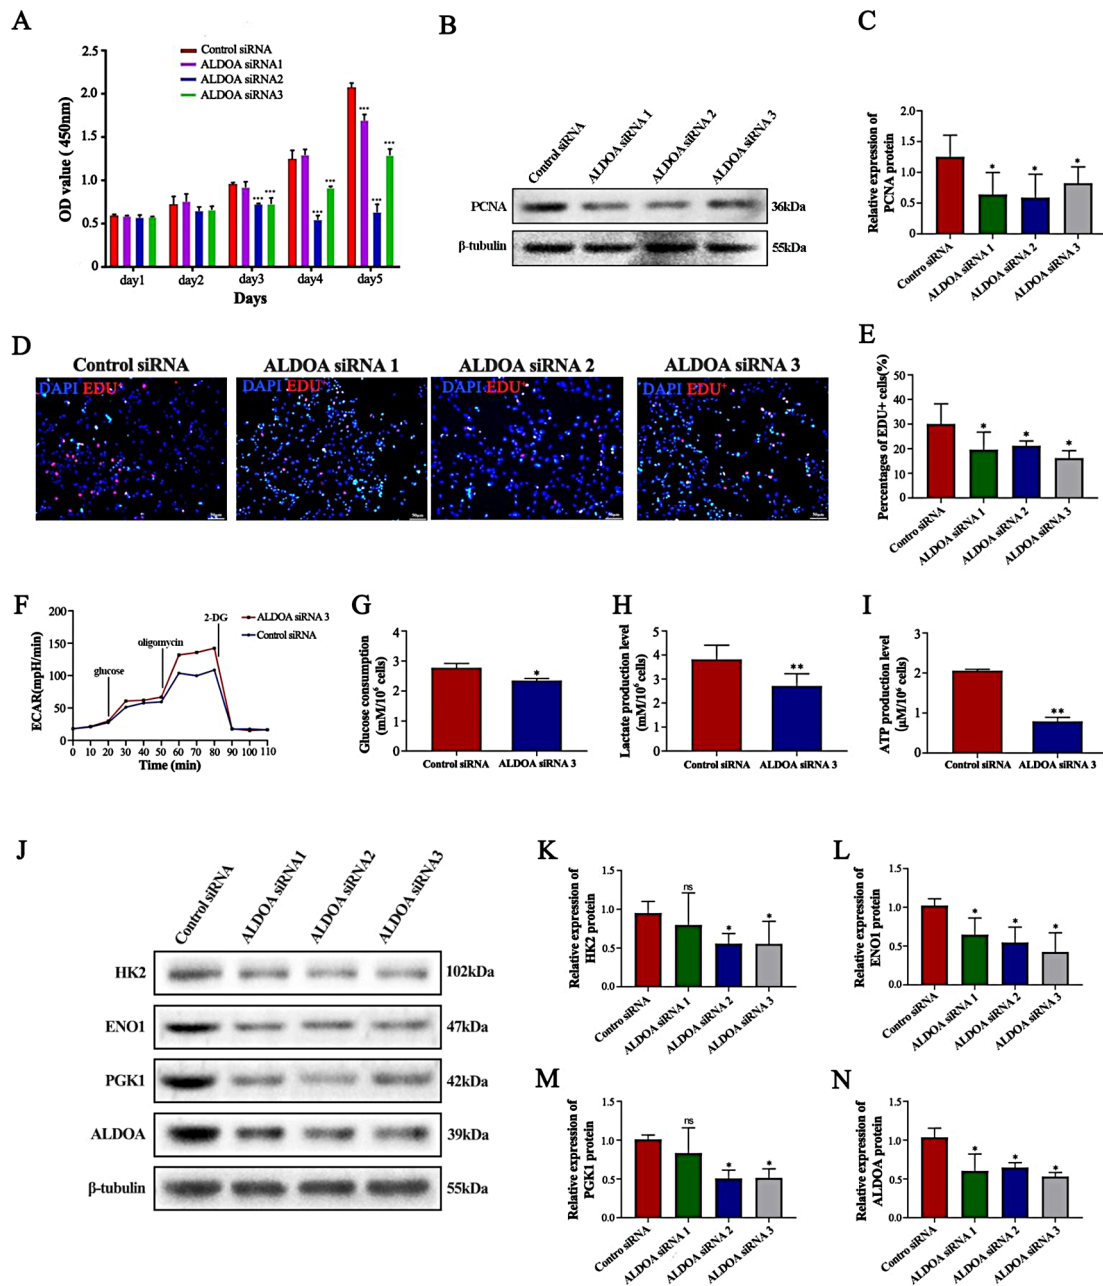 A
OD value ( 450nm)
2.5
2.0
1.5
1.0
0.5
0
Control siRNA
ALDOA siRNA1
ALDOA siRNA2
ALDOA siRNA3
***
***
***
***
***
***
***
***
day1 day2 day3 day4 day5
Days
B
Control siRNA
ALDOA siRNA 1
ALDOA siRNA 2
ALDOA siRNA 3
PCNA 36kDa
β-tubulin 55kDa
C
Relative expression of
PCNA protein
2.0
1.5
1.0
0.5
0.0
* * *
Contro siRNA
ALDOA siRNA 1
ALDOA siRNA 2
ALDOA siRNA 3
D
Control siRNA ALDOA siRNA 1 ALDOA siRNA 2 ALDOA siRNA 3
DAPI EDU+ DAPI EDU+ DAPI EDU+ DAPI EDU+
50μm 50μm 50μm 50μm
E
Percentages of EDU+ cells(%)
50
40
30
20
10
0
* * *
Contro siRNA
ALDOA siRNA 1
ALDOA siRNA 2
ALDOA siRNA 3
F
ECAR(mpH/min)
200
150
100
50
0
glucose
oligomycin
2-DG
ALDOA siRNA 3
Control siRNA
0 10 20 30 40 50 60 70 80 90 100 110
Time (min)
G
Glucose consumption
(mM/10⁶ cells)
4
3
2
1
0
*
Control siRNA ALDOA siRNA 3
H
Lactate production level
(mM/10⁶ cells)
5
4
3
2
1
0
**
Control siRNA ALDOA siRNA 3
I
ATP production level
(μM/10⁶ cells)
3
2
1
0
**
Control siRNA ALDOA siRNA 3
J
Control siRNA
ALDOA siRNA1
ALDOA siRNA2
ALDOA siRNA3
HK2 102kDa
ENO1 47kDa
PGK1 42kDa
ALDOA 39kDa
β-tubulin 55kDa
K
Relative expression of
HK2 protein
1.5
1.0
0.5
0.0
ns * *
Contro siRNA
ALDOA siRNA 1
ALDOA siRNA 2
ALDOA siRNA 3
L
Relative expression of
ENO1 protein
1.5
1.0
0.5
0.0
* * *
Contro siRNA
ALDOA siRNA 1
ALDOA siRNA 2
ALDOA siRNA 3
M
Relative expression of
PGK1 protein
1.5
1.0
0.5
0.0
ns * *
Contro siRNA
ALDOA siRNA 1
ALDOA siRNA 2
ALDOA siRNA 3
N
Relative expression of
ALDOA protein
1.5
1.0
0.5
0.0
* * *
Contro siRNA
ALDOA siRNA 1
ALDOA siRNA 2
ALDOA siRNA 3